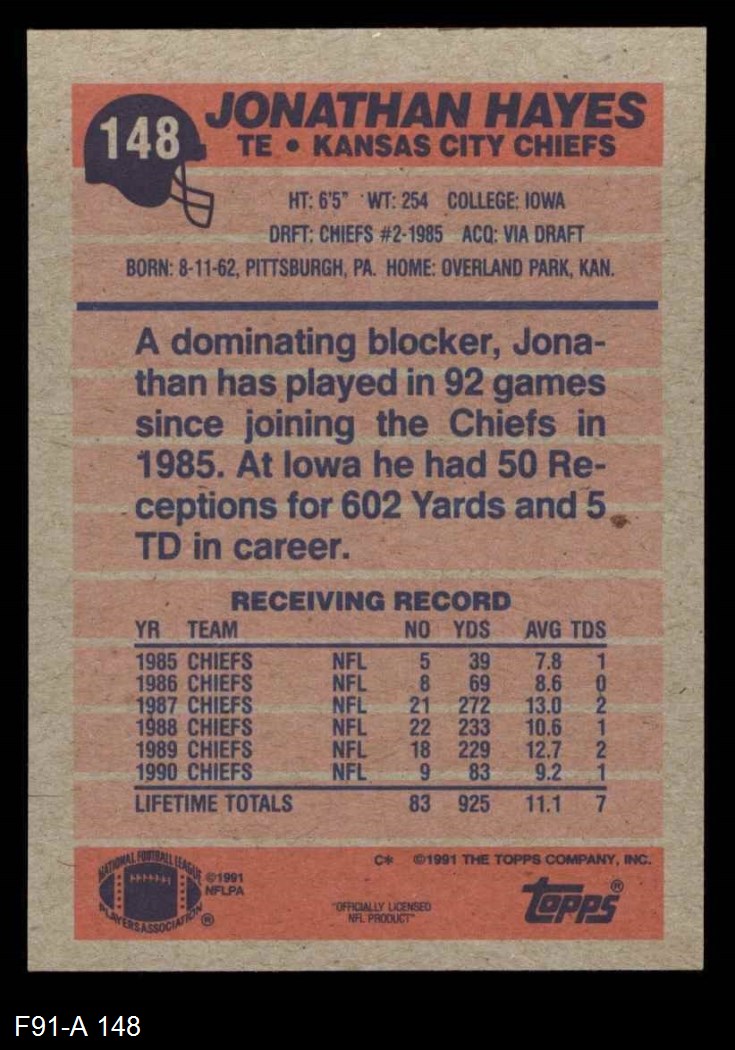 148
JONATHAN HAYES
TE • KANSAS CITY CHIEFS
HT: 6'5" WT: 254 COLLEGE: IOWA
DRFT: CHIEFS #2-1985 ACQ: VIA DRAFT
BORN: 8-11-62, PITTSBURGH, PA. HOME: OVERLAND PARK, KAN.
A dominating blocker, Jona-
than has played in 92 games
since joining the Chiefs in
1985. At Iowa he had 50 Re-
ceptions for 602 Yards and 5
TD in career.
RECEIVING RECORD
YR TEAM NO YDS AVG TDS
1985 CHIEFS NFL 5 39 7.8 1
1986 CHIEFS NFL 8 69 8.6 0
1987 CHIEFS NFL 21 272 13.0 2
1988 CHIEFS NFL 22 233 10.6 1
1989 CHIEFS NFL 18 229 12.7 2
1990 CHIEFS NFL 9 83 9.2 1
LIFETIME TOTALS 83 925 11.1 7
C* ©1991 THE TOPPS COMPANY, INC.
NATIONAL FOOTBALL LEAGUE
PLAYERS ASSOCIATION ®
©1991
NFLPA
"OFFICIALLY LICENSED
NFL PRODUCT"
topps®
F91-A 148